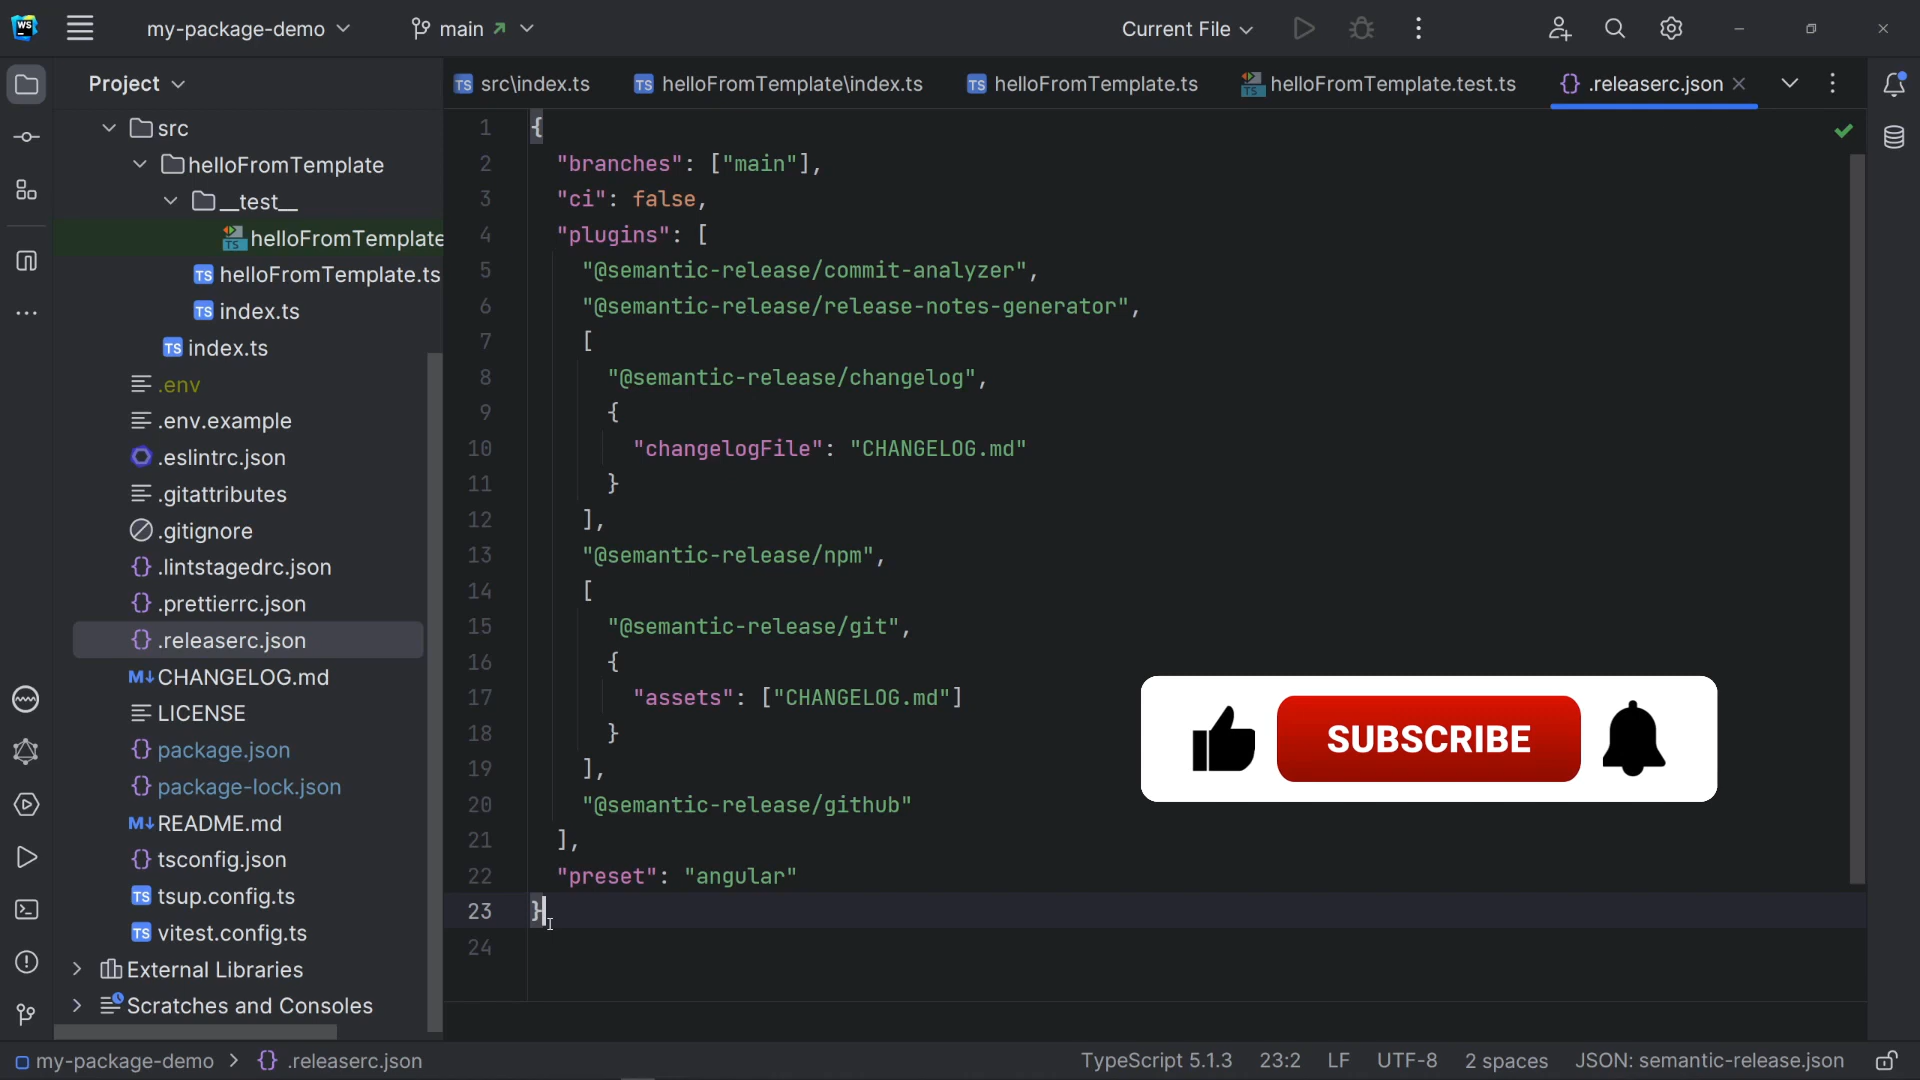 WS my-package-demo main Current File
Project
src\index.ts helloFromTemplate\index.ts helloFromTemplate.ts helloFromTemplate.test.ts {} .releaserc.json
src
helloFromTemplate
__test__
helloFromTemplate
helloFromTemplate.ts
index.ts
index.ts
.env
.env.example
.eslintrc.json
.gitattributes
.gitignore
.lintstagedrc.json
.prettierrc.json
.releaserc.json
CHANGELOG.md
LICENSE
package.json
package-lock.json
README.md
tsconfig.json
tsup.config.ts
vitest.config.ts
External Libraries
Scratches and Consoles
1 {
2 "branches": ["main"],
3 "ci": false,
4 "plugins": [
5 "@semantic-release/commit-analyzer",
6 "@semantic-release/release-notes-generator",
7 [
8 "@semantic-release/changelog",
9 {
10 "changelogFile": "CHANGELOG.md"
11 }
12 ],
13 "@semantic-release/npm",
14 [
15 "@semantic-release/git",
16 {
17 "assets": ["CHANGELOG.md"]
18 }
19 ],
20 "@semantic-release/github"
21 ],
22 "preset": "angular"
23 }
24
SUBSCRIBE
my-package-demo > {} .releaserc.json TypeScript 5.1.3 23:2 LF UTF-8 2 spaces JSON: semantic-release.json